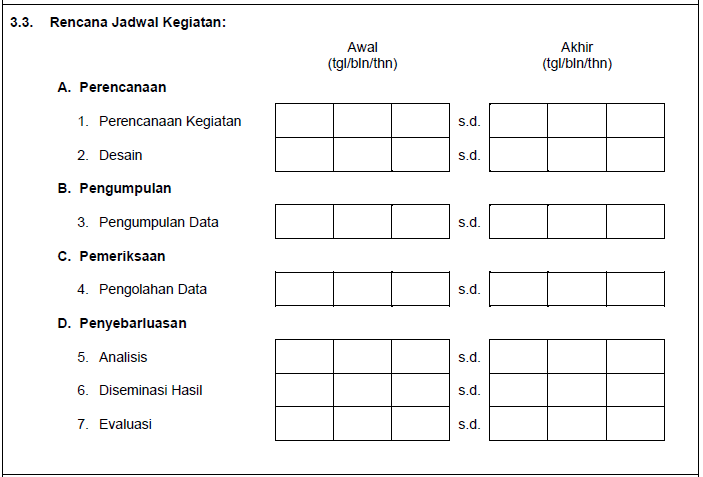 3.3. Rencana Jadwal Kegiatan:
Awal Akhir
(tgl/bln/thn) (tgl/bln/thn)
A. Perencanaan
1. Perencanaan Kegiatan s.d.
2. Desain s.d.
B. Pengumpulan
3. Pengumpulan Data s.d.
C. Pemeriksaan
4. Pengolahan Data s.d.
D. Penyebarluasan
5. Analisis s.d.
6. Diseminasi Hasil s.d.
7. Evaluasi s.d.